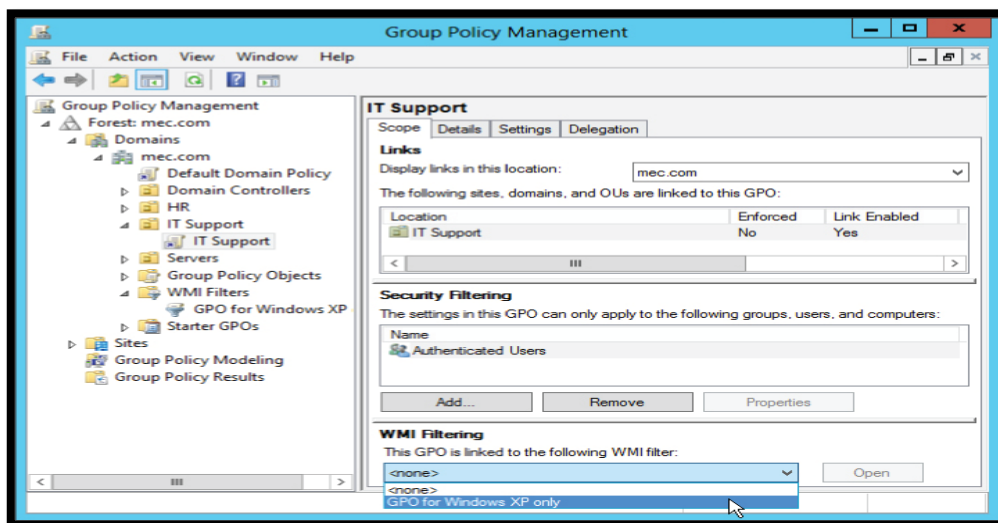 Group Policy Management
File Action View Window Help
Group Policy Management
Forest: mec.com
Domains
mec.com
Default Domain Policy
Domain Controllers
HR
IT Support
IT Support
Servers
Group Policy Objects
WMI Filters
GPO for Windows XP
Starter GPOs
Sites
Group Policy Modeling
Group Policy Results
IT Support
Scope Details Settings Delegation
Links
Display links in this location: mec.com
The following sites, domains, and OUs are linked to this GPO:
Location Enforced Link Enabled
IT Support No Yes
Security Filtering
The settings in this GPO can only apply to the following groups, users, and computers:
Name
Authenticated Users
Add... Remove Properties
WMI Filtering
This GPO is linked to the following WMI filter:
<none> Open
<none>
GPO for Windows XP only